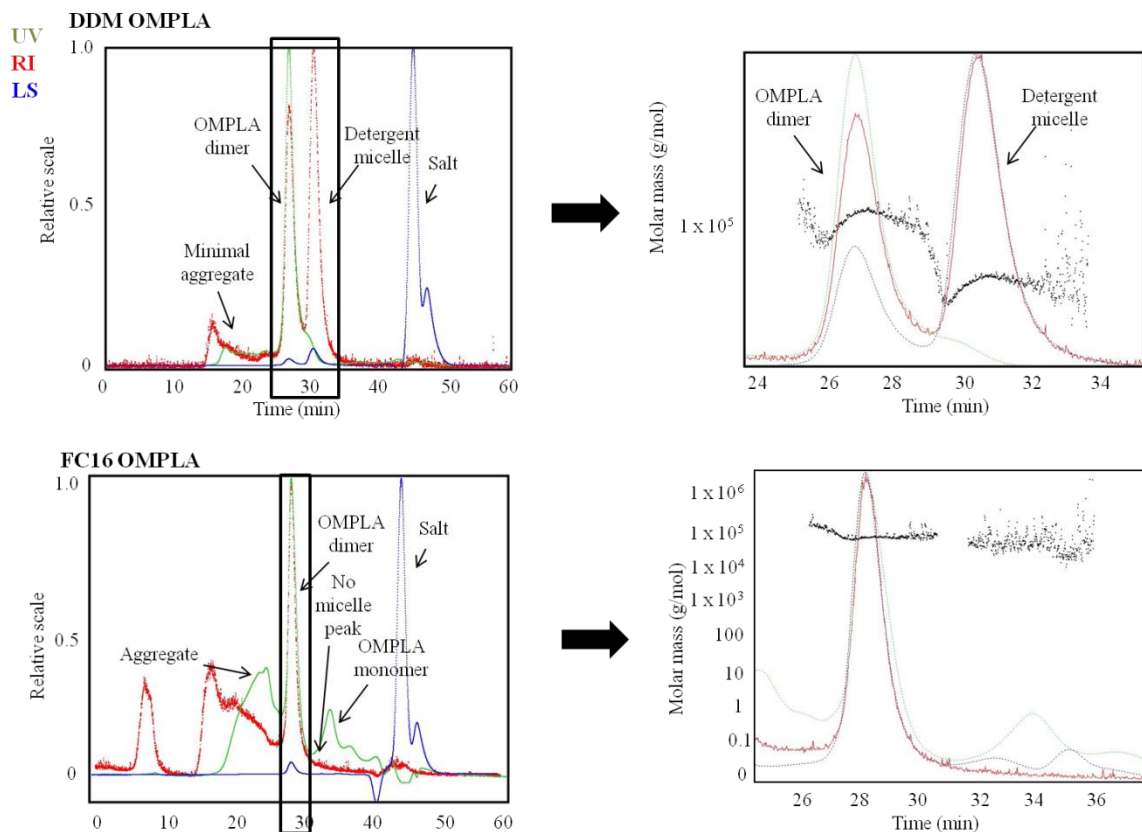 DDM OMPLA
UV
RI
LS
1.0
0.5
0
Relative scale
OMPLA
dimer
Detergent
micelle
Salt
Minimal
aggregate
0 10 20 30 40 50 60
Time (min)
OMPLA
dimer
Detergent
micelle
Molar mass (g/mol)
1 x 10⁵
24 26 28 30 32 34
Time (min)
FC16 OMPLA
1.0
0.5
0
Relative scale
OMPLA
dimer
Salt
No
micelle
peak
OMPLA
monomer
Aggregate
0 10 20 30 40 50 60
1 x 10⁶
1 x 10⁵
1 x 10⁴
1 x 10³
100
10
1
0.1
0
Molar mass (g/mol)
26 28 30 32 34 36
Time (min)